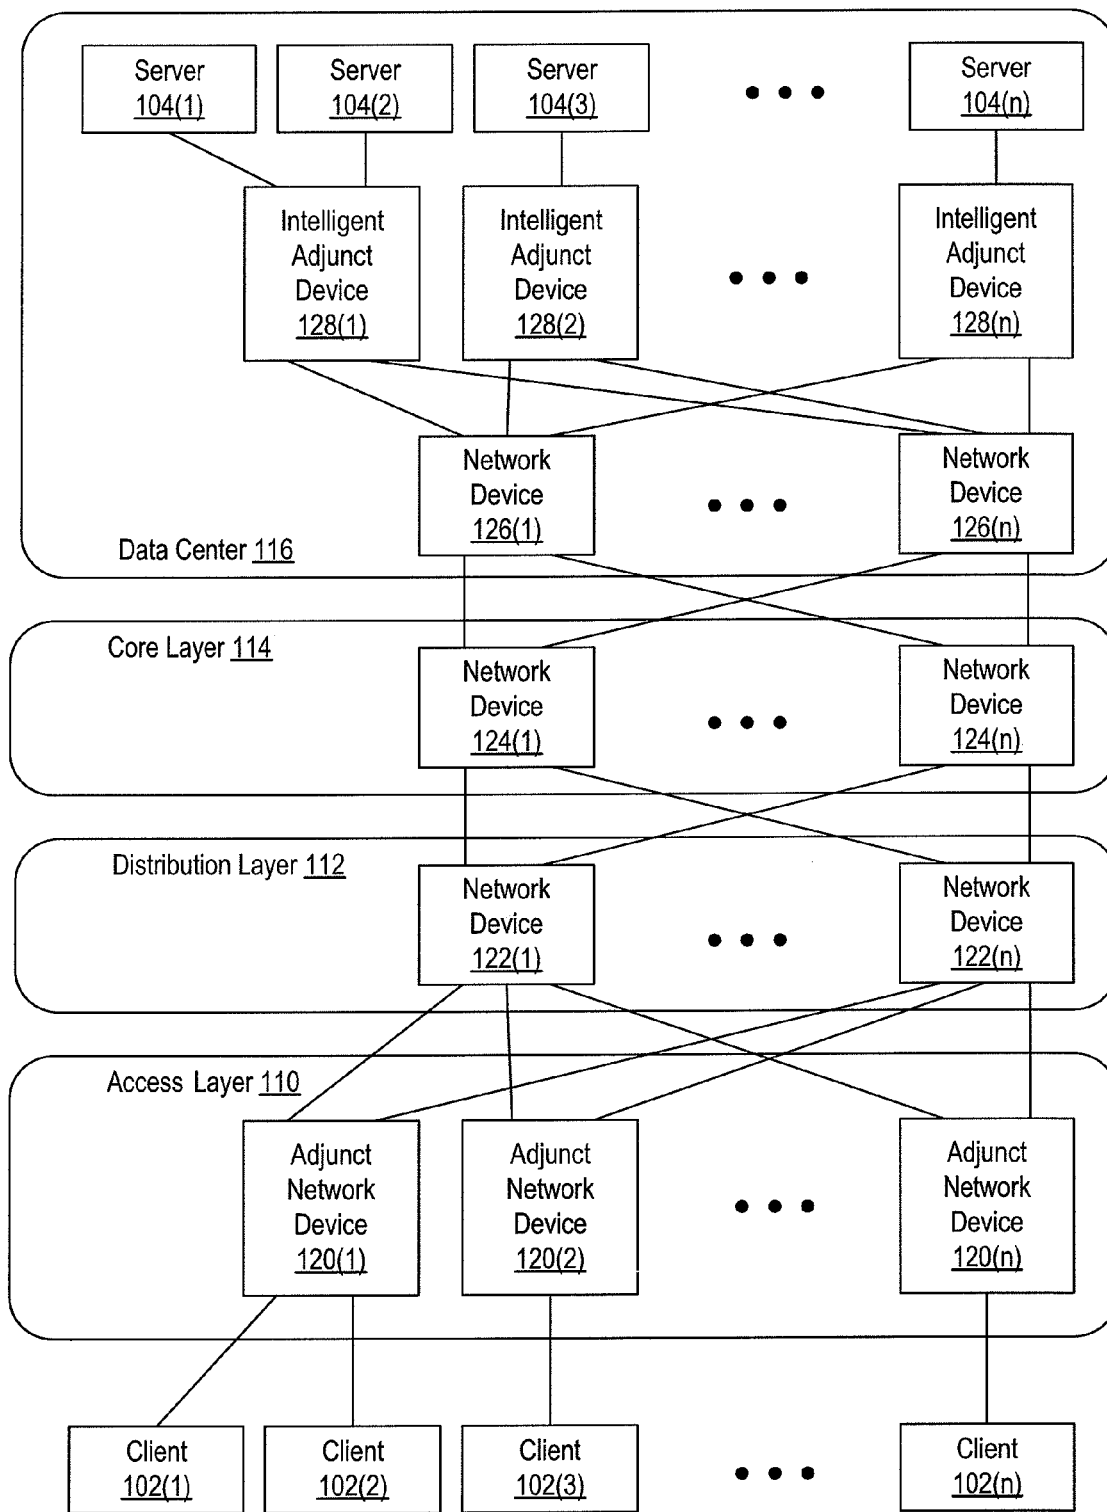 Server
104(1)
Server
104(2)
Server
104(3)
Server
104(n)
Intelligent
Adjunct
Device
128(1)
Intelligent
Adjunct
Device
128(2)
Intelligent
Adjunct
Device
128(n)
Network
Device
126(1)
Network
Device
126(n)
Data Center 116
Core Layer 114
Network
Device
124(1)
Network
Device
124(n)
Distribution Layer 112
Network
Device
122(1)
Network
Device
122(n)
Access Layer 110
Adjunct
Network
Device
120(1)
Adjunct
Network
Device
120(2)
Adjunct
Network
Device
120(n)
Client
102(1)
Client
102(2)
Client
102(3)
Client
102(n)